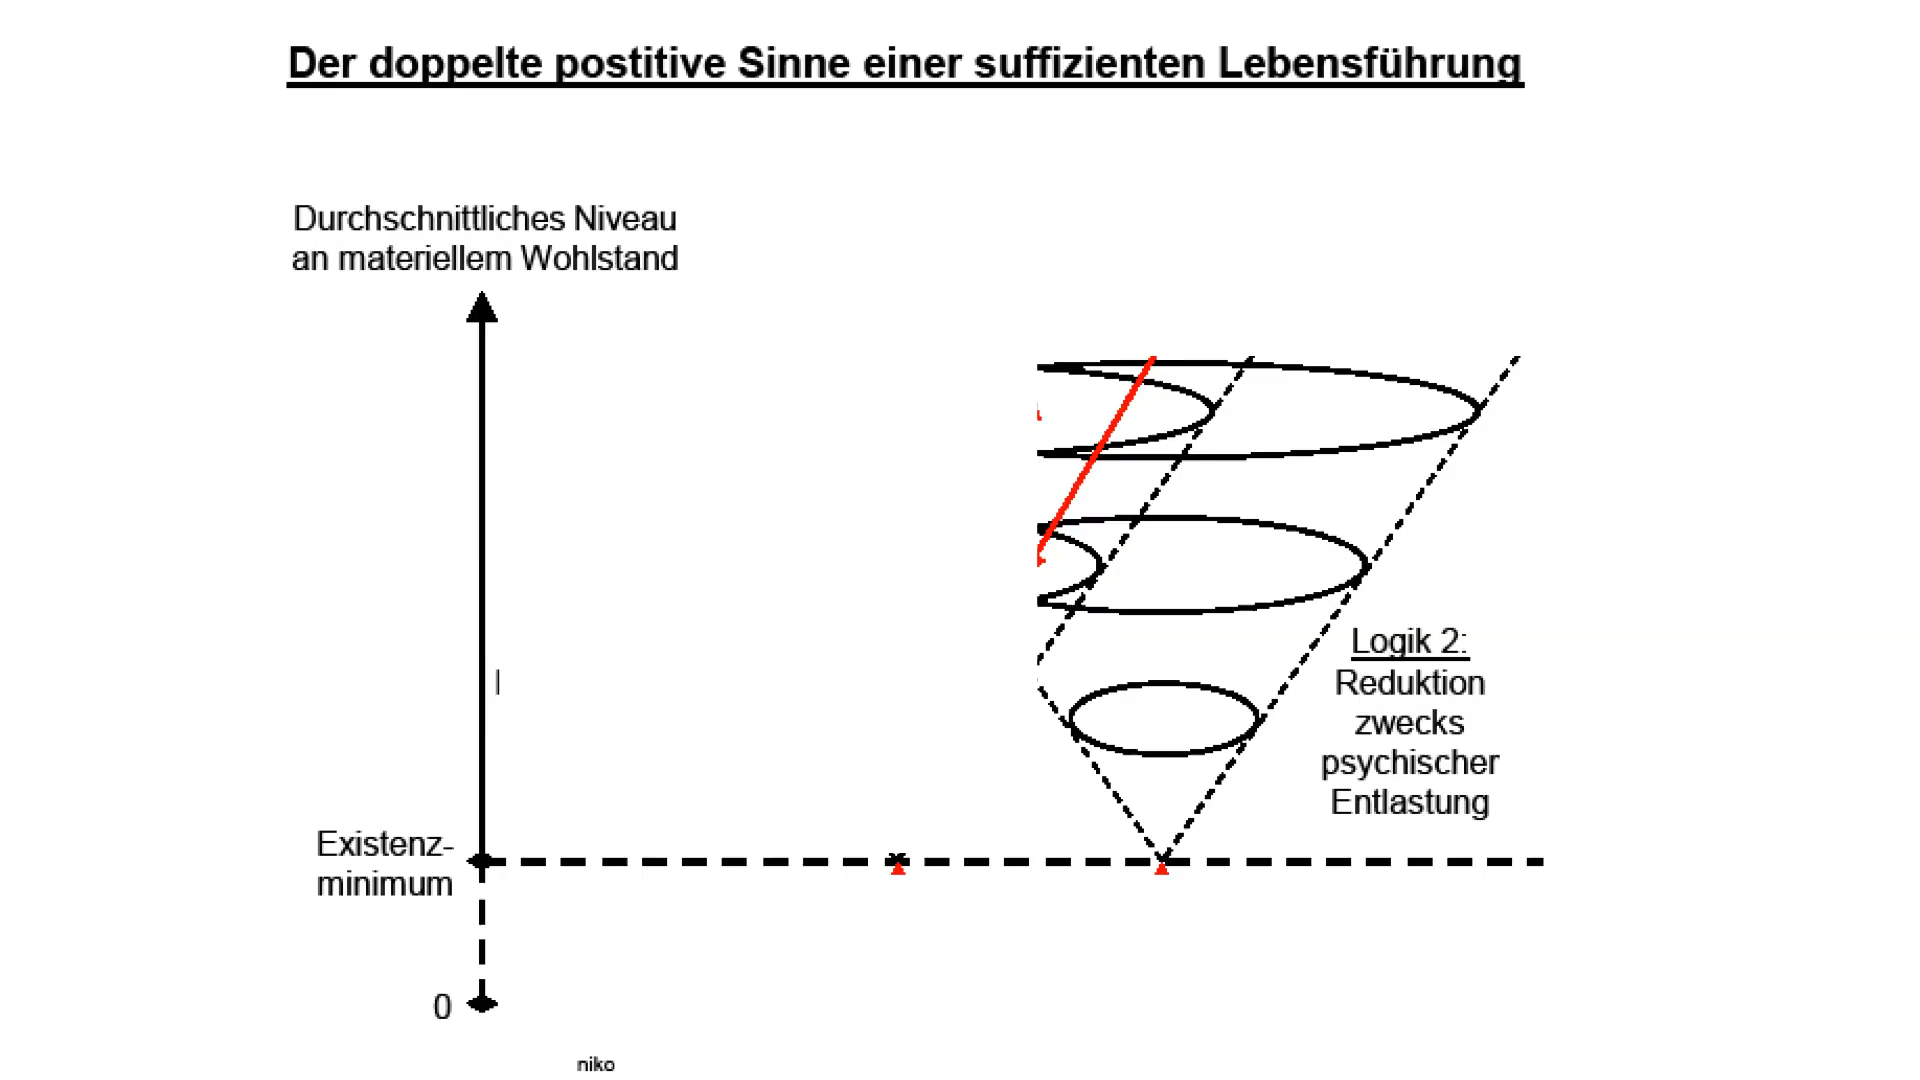 Der doppelte postitive Sinne einer suffizienten Lebensführung
Durchschnittliches Niveau
an materiellem Wohlstand
Logik 2:
Reduktion
zwecks
psychischer
Entlastung
Existenz-
minimum
0
niko